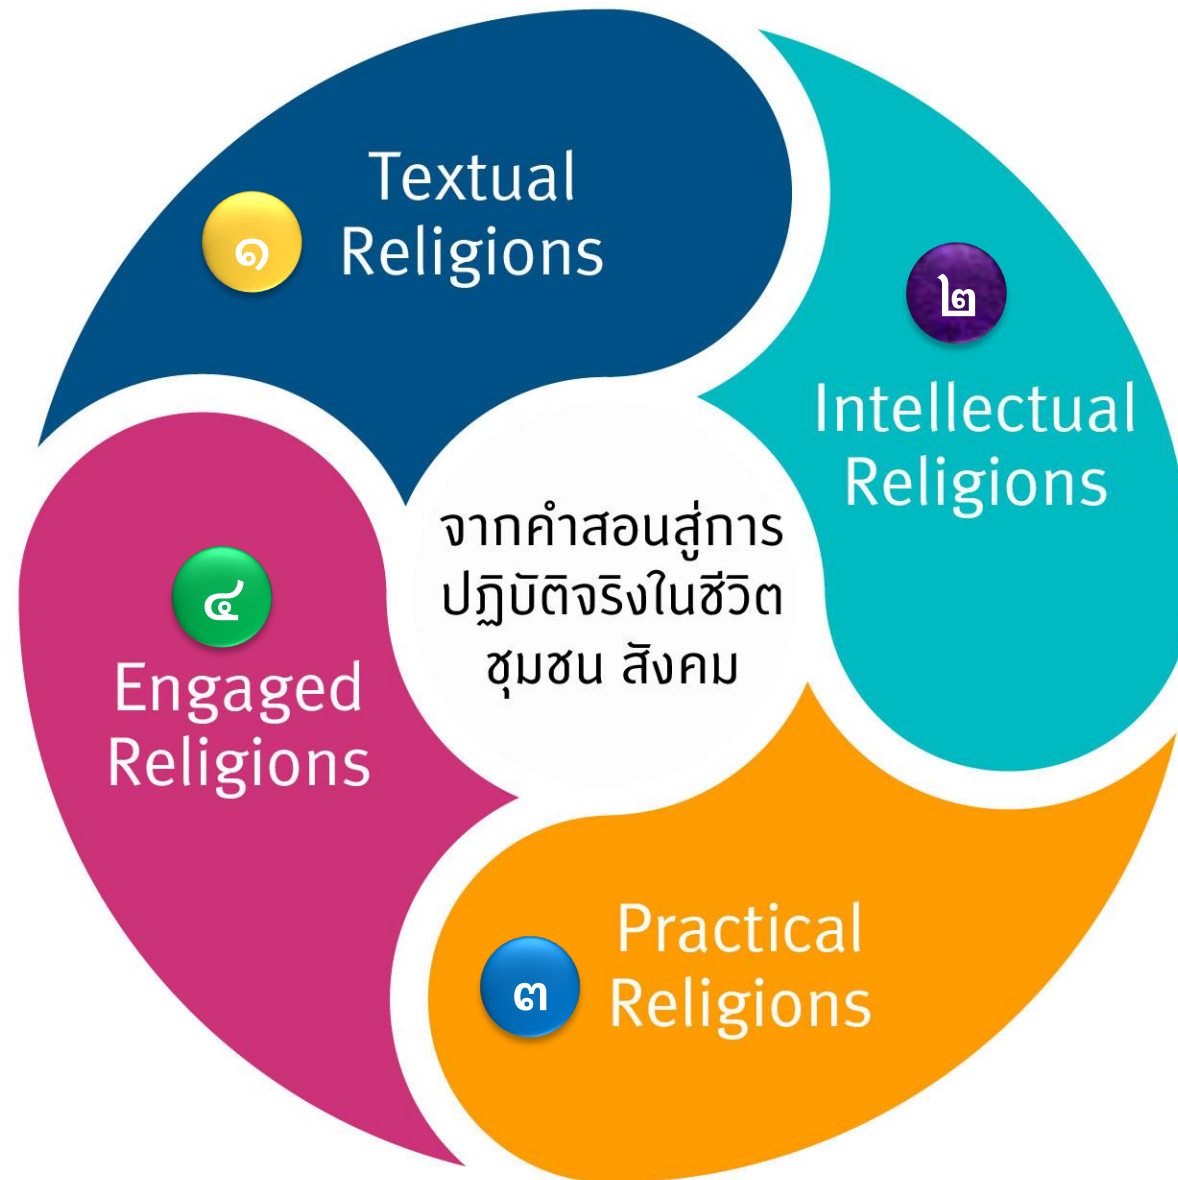 ๑
Textual
Religions
๒
Intellectual
Religions
๓
Practical
Religions
๔
Engaged
Religions
จากคำสอนสู่การ
ปฏิบัติจริงในชีวิต
ชุมชน สังคม